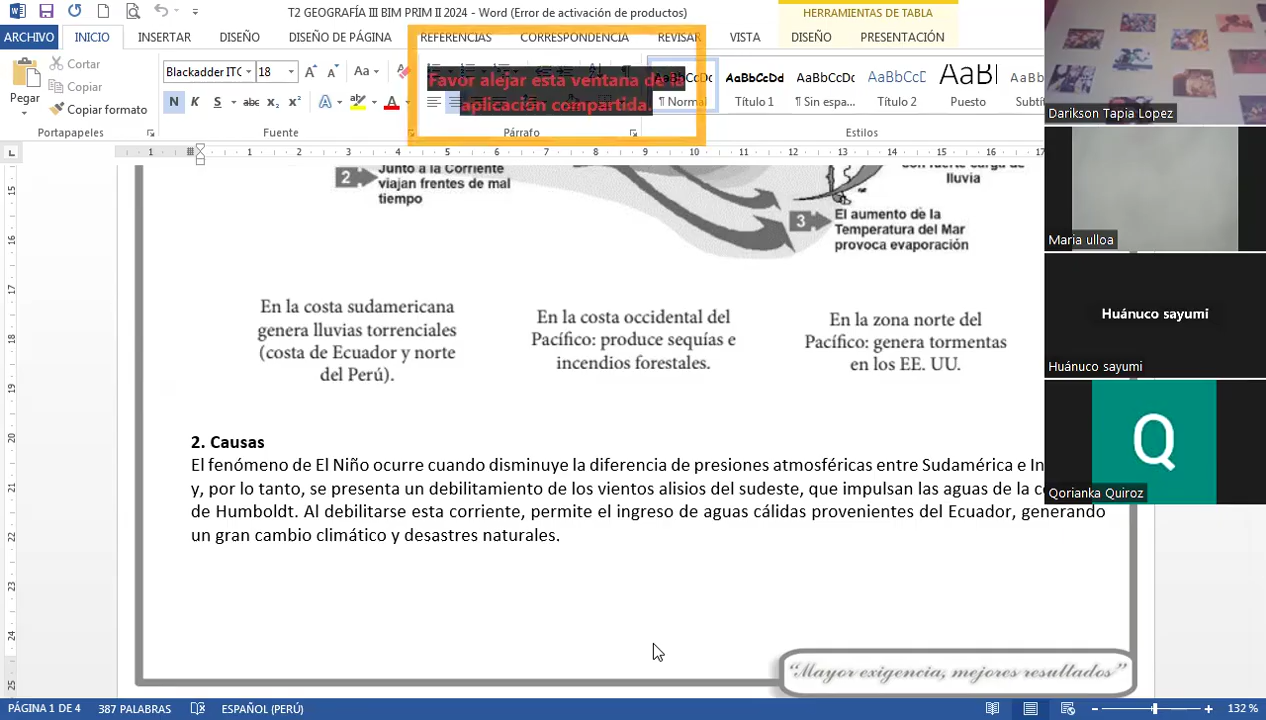 T2 GEOGRAFÍA III BIM PRIM II 2024 - Word (Error de activación de productos)
HERRAMIENTAS DE TABLA
ARCHIVO INICIO INSERTAR DISEÑO DISEÑO DE PÁGINA REFERENCIAS CORRESPONDENCIA REVISAR VISTA DISEÑO PRESENTACIÓN
Pegar
Cortar
Copiar
Copiar formato
Portapapeles
Blackadder ITC 18
Fuente
Favor alejar esta ventana de la
aplicación compartida.
Párrafo
¶ Normal
AaBbCcDd
Título 1
AaBbCcDc
¶ Sin espa...
AaBbCcD
Título 2
AaBl
Puesto
Estilos
Darikson Tapia Lopez
Maria ulloa
Huánuco sayumi
Huánuco sayumi
Q
Qorianka Quiroz
2 Junto a la Corriente
viajan frentes de mal
tiempo
con fuerte carga de
lluvia
3 El aumento de la
Temperatura del Mar
provoca evaporación
En la costa sudamericana
genera lluvias torrenciales
(costa de Ecuador y norte
del Perú).
En la costa occidental del
Pacífico: produce sequías e
incendios forestales.
En la zona norte del
Pacífico: genera tormentas
en los EE. UU.
2. Causas
El fenómeno de El Niño ocurre cuando disminuye la diferencia de presiones atmosféricas entre Sudamérica e
y, por lo tanto, se presenta un debilitamiento de los vientos alisios del sudeste, que impulsan las aguas de la
de Humboldt. Al debilitarse esta corriente, permite el ingreso de aguas cálidas provenientes del Ecuador, generando
un gran cambio climático y desastres naturales.
“Mayor exigencia; mejores resultados”
PÁGINA 1 DE 4 387 PALABRAS ESPAÑOL (PERÚ) 132 %